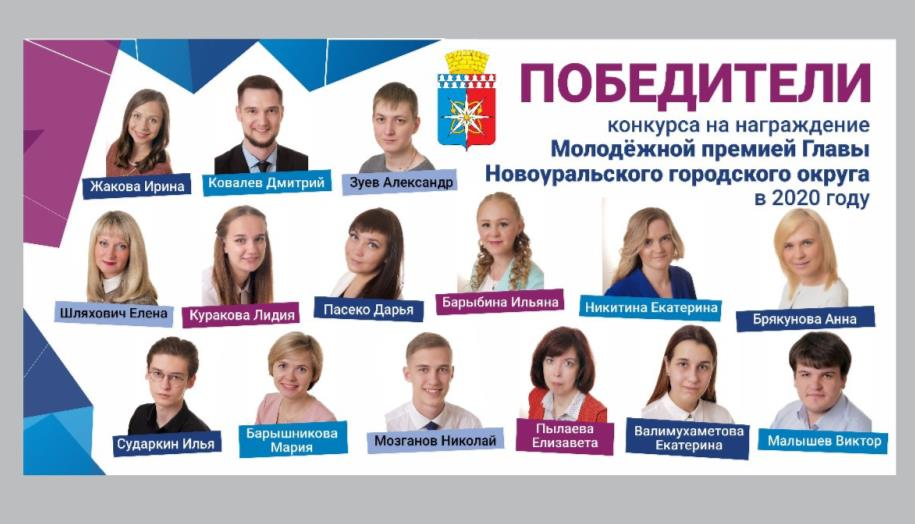 ПОБЕДИТЕЛИ
конкурса на награждение
Молодёжной премией Главы
Новоуральского городского округа
в 2020 году
Жакова Ирина
Ковалев Дмитрий
Зуев Александр
Шляхович Елена
Куракова Лидия
Пасеко Дарья
Барыбина Ильяна
Никитина Екатерина
Брякунова Анна
Сударкин Илья
Барышникова
Мария
Мозганов Николай
Пылаева
Елизавета
Валимухаметова
Екатерина
Малышев Виктор